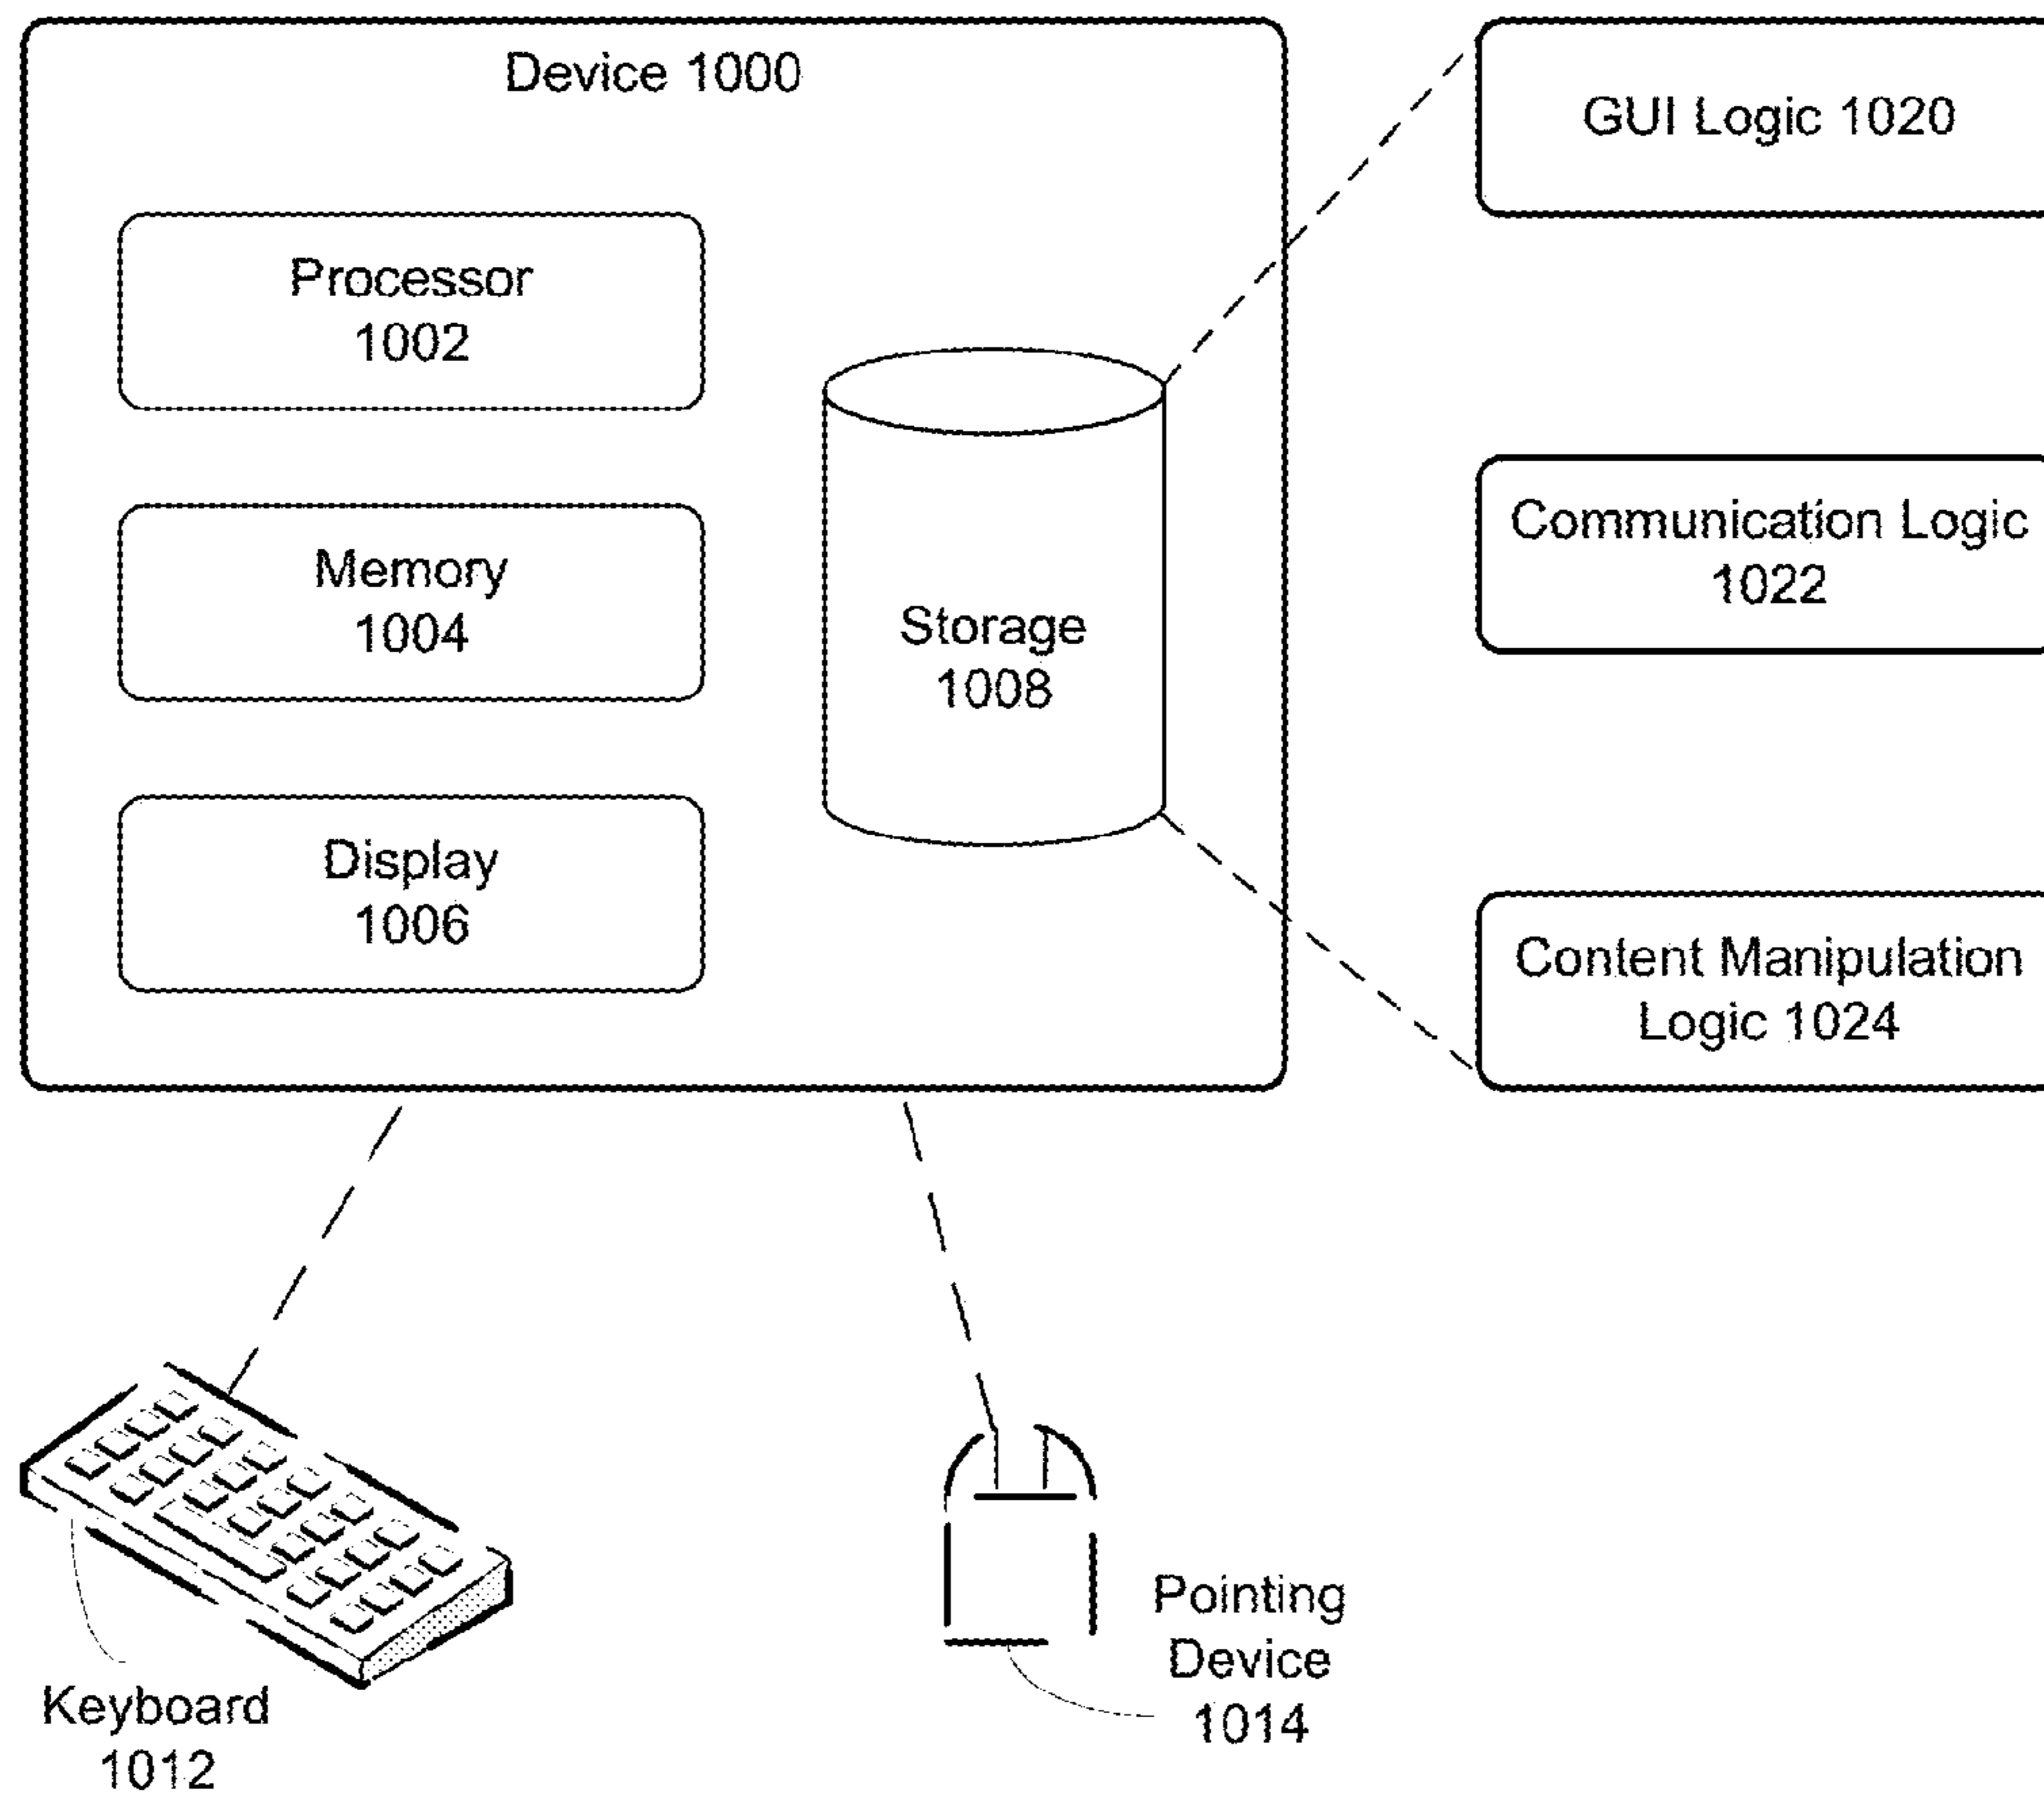 Device 1000
Processor
1002
Memory
1004
Display
1006
Storage
1008
GUI Logic 1020
Communication Logic
1022
Content Manipulation
Logic 1024
Keyboard
1012
Pointing
Device
1014